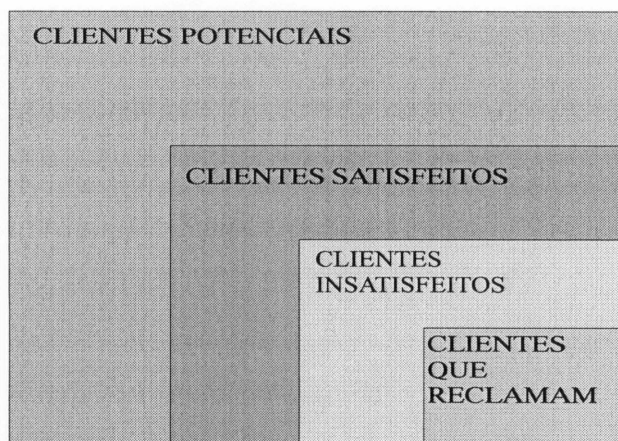 CLIENTES POTENCIAIS
CLIENTES SATISFEITOS
CLIENTES
INSATISFEITOS
CLIENTES
QUE
RECLAMAM